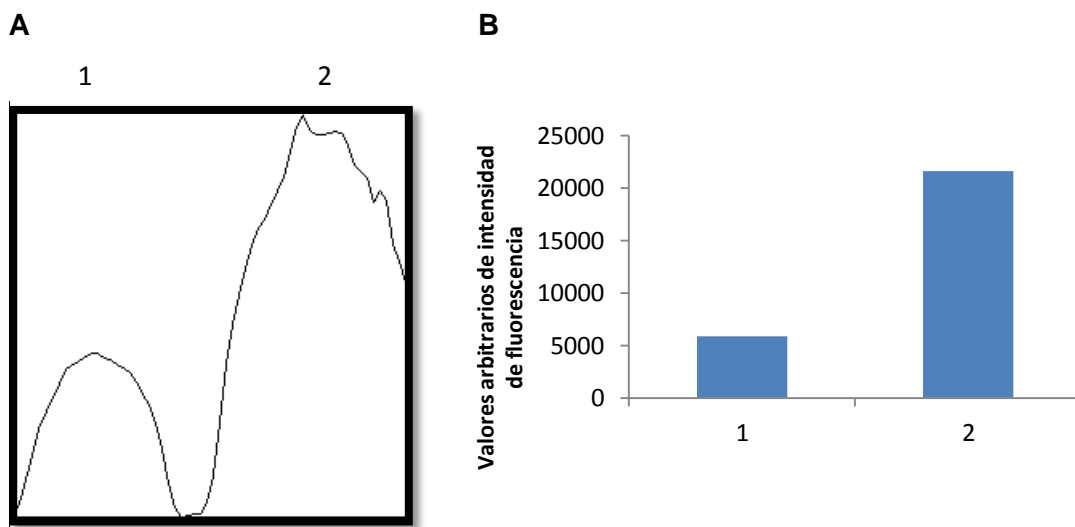 A
B
1 2
Valores arbitrarios de intensidad
de fluorescencia
25000
20000
15000
10000
5000
0
1 2